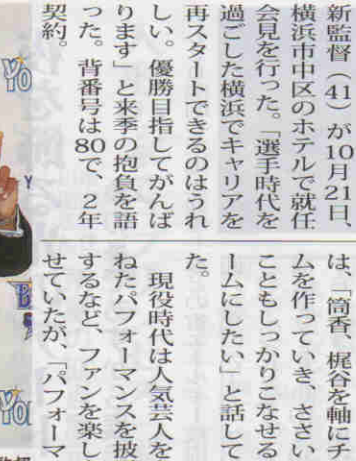 新監督（41）が10月21日、
横浜市中区のホテルで就任
会見を行った。「選手時代を
過ごした横浜でキャリアを
再スタートできるのはうれ
しい。優勝目指してがんば
ります」と来季の抱負を語
った。背番号は80で、2年
契約。
は、「筒香、梶谷を軸にチ
ムを作っていき、ささい
こともしっかりこなせる
ームにしたい」と話して
た。
現役時代は人気芸人を
ねたパフォーマンスを披
するなど、ファンを楽し
せていたが、「パフォーマ
YO
Y
B
YO